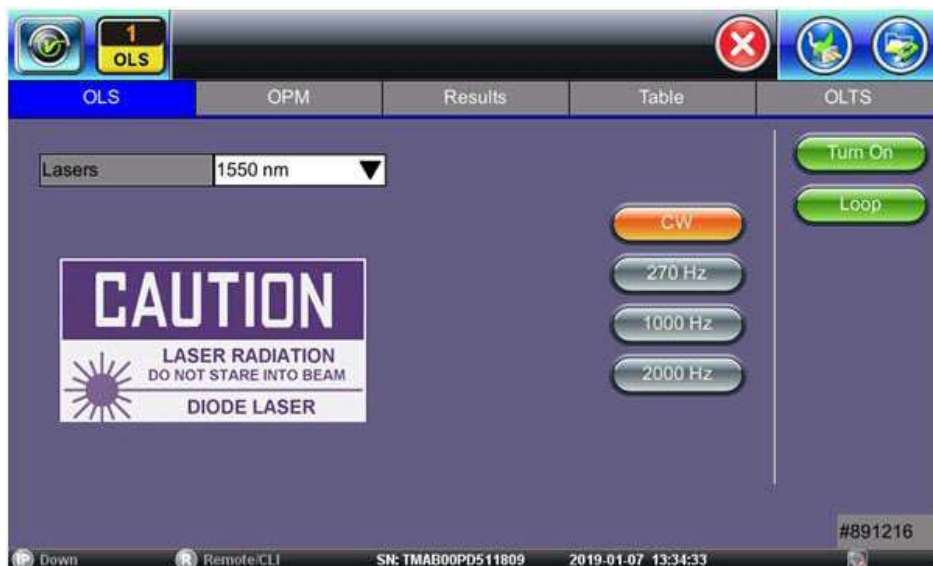 1
OLS
OLS OPM Results Table OLTS
Lasers 1550 nm
Turn On
Loop
CW
270 Hz
1000 Hz
2000 Hz
CAUTION
LASER RADIATION
DO NOT STARE INTO BEAM
DIODE LASER
#891216
IP Down R Remote/CLI SN: TMAB00PD511809 2019-01-07 13:34:33